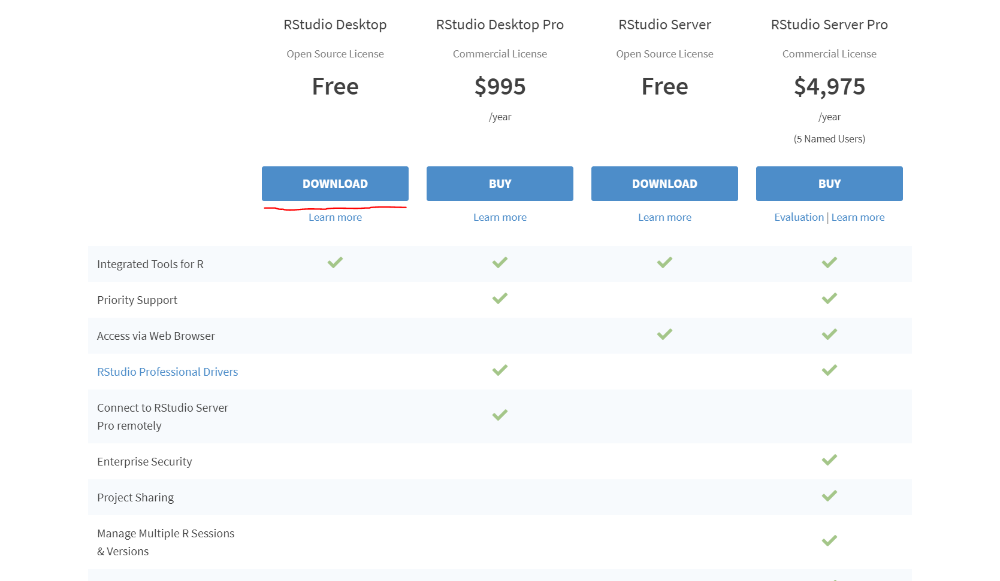 RStudio Desktop RStudio Desktop Pro RStudio Server RStudio Server Pro
Open Source License Commercial License Open Source License Commercial License
Free $995 Free $4,975
/year /year
(5 Named Users)
DOWNLOAD BUY DOWNLOAD BUY
Learn more Learn more Learn more Evaluation | Learn more
Integrated Tools for R
Priority Support
Access via Web Browser
RStudio Professional Drivers
Connect to RStudio Server
Pro remotely
Enterprise Security
Project Sharing
Manage Multiple R Sessions
& Versions